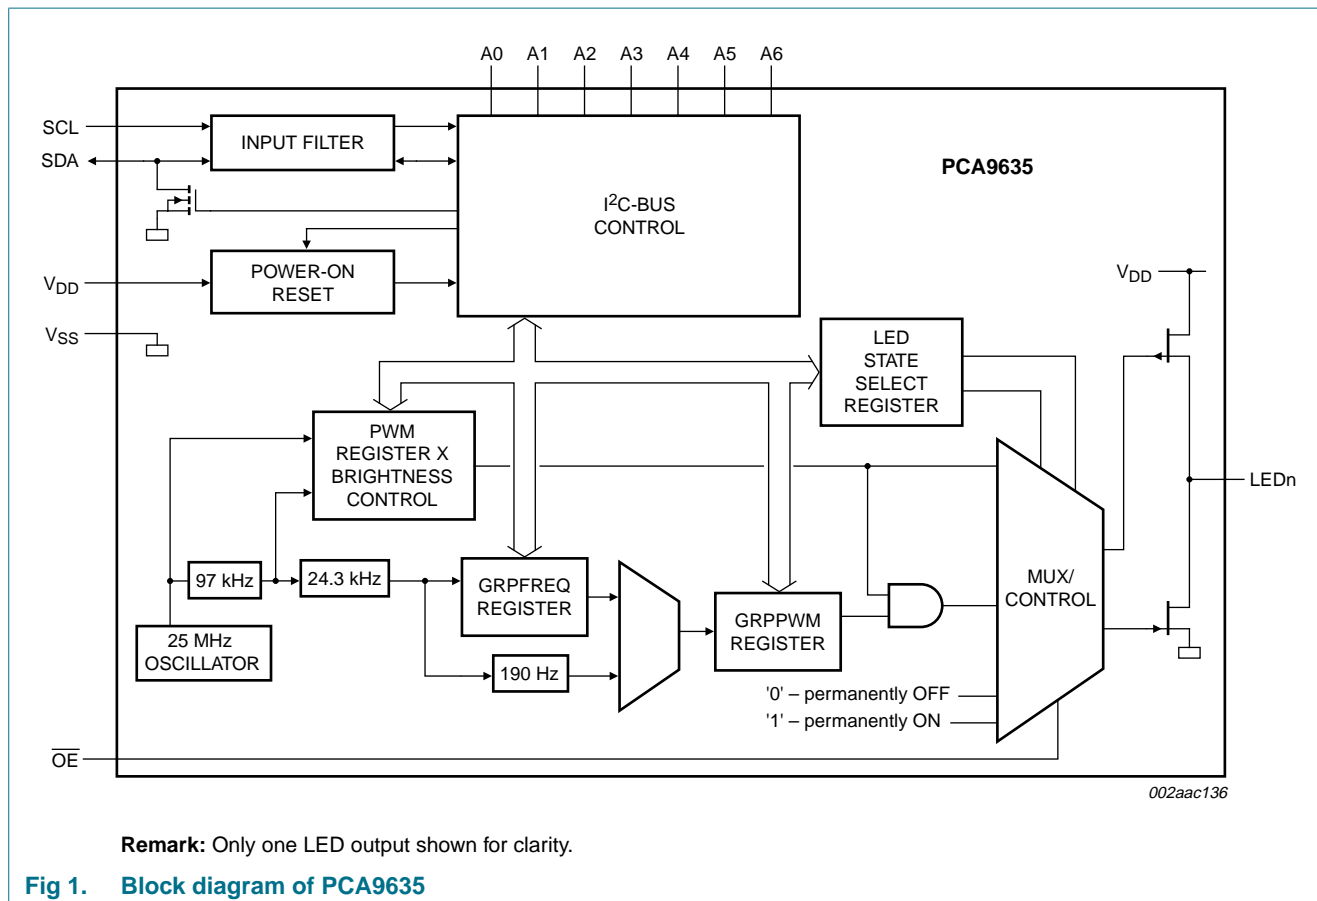 A0 A1 A2 A3 A4 A5 A6
SCL
SDA
INPUT FILTER
I²C-BUS
CONTROL
PCA9635
VDD
POWER-ON
RESET
VSS
VDD
LED
STATE
SELECT
REGISTER
PWM
REGISTER X
BRIGHTNESS
CONTROL
LEDn
97 kHz
24.3 kHz
GRPFREQ
REGISTER
GRPPWM
REGISTER
MUX/
CONTROL
25 MHz
OSCILLATOR
190 Hz
'0' – permanently OFF
'1' – permanently ON
OE
002aac136
Remark: Only one LED output shown for clarity.
Fig 1. Block diagram of PCA9635